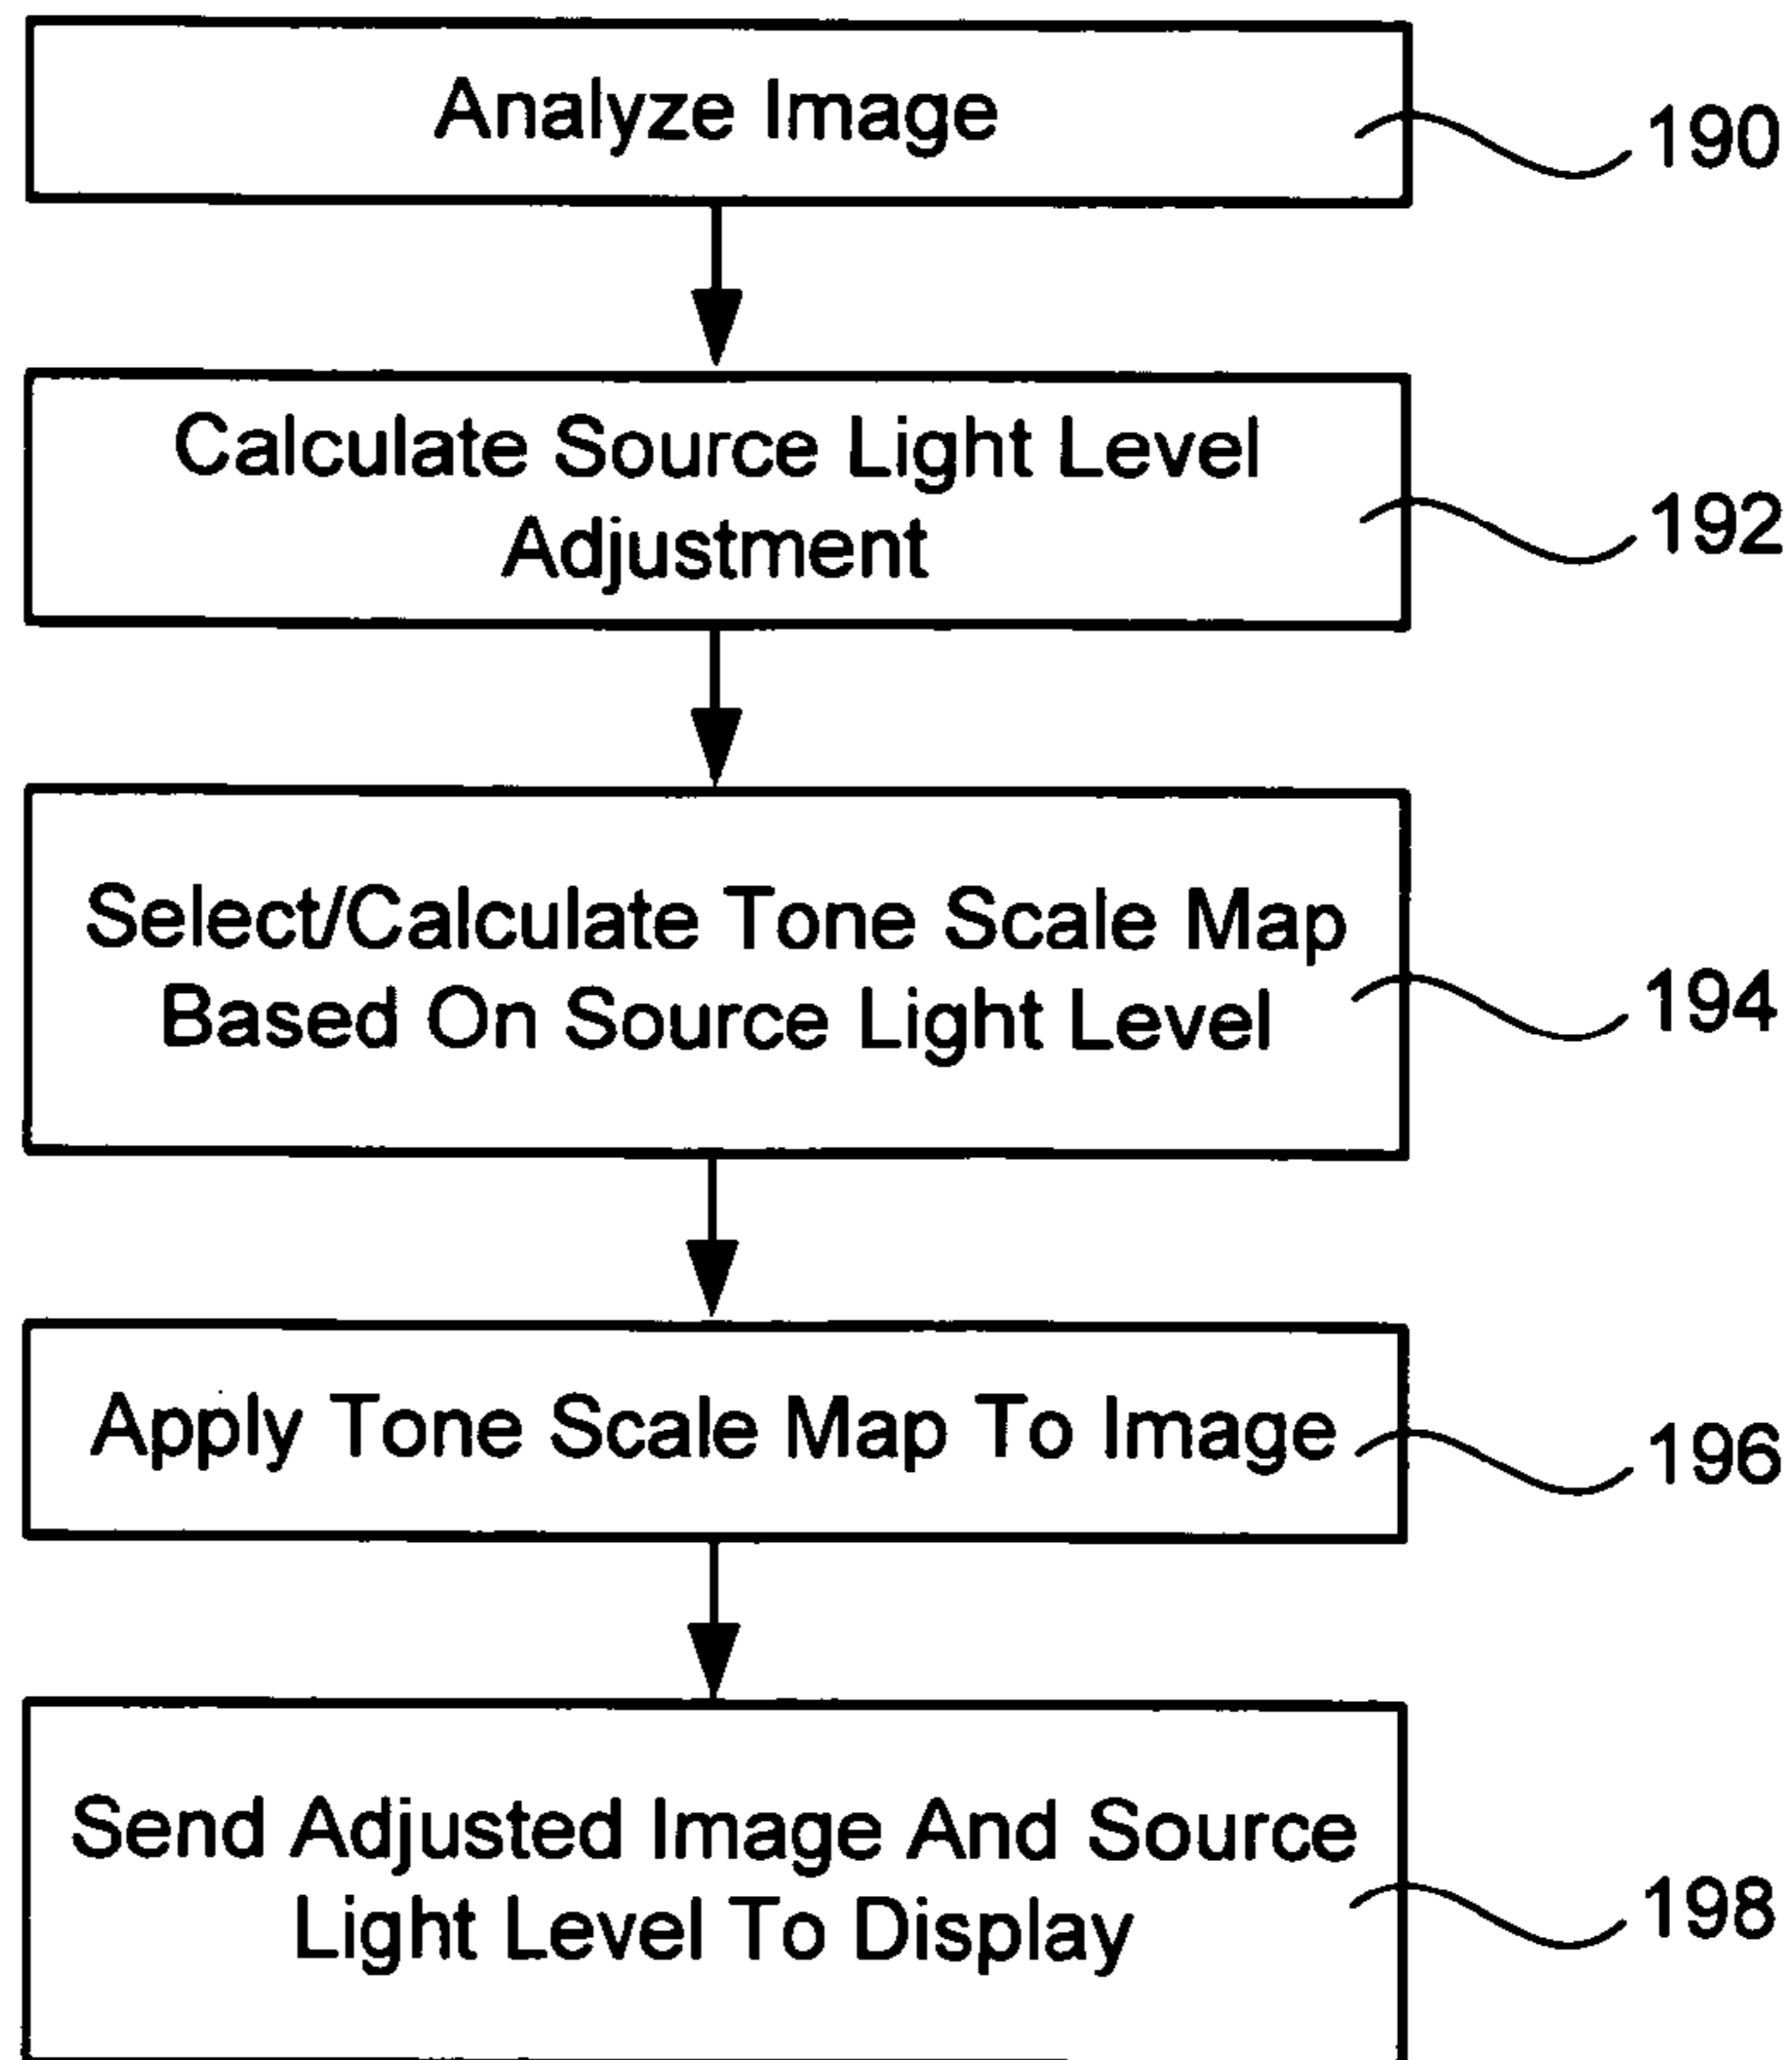 Analyze Image
190
Calculate Source Light Level
Adjustment
192
Select/Calculate Tone Scale Map
Based On Source Light Level
194
Apply Tone Scale Map To Image
196
Send Adjusted Image And Source
Light Level To Display
198